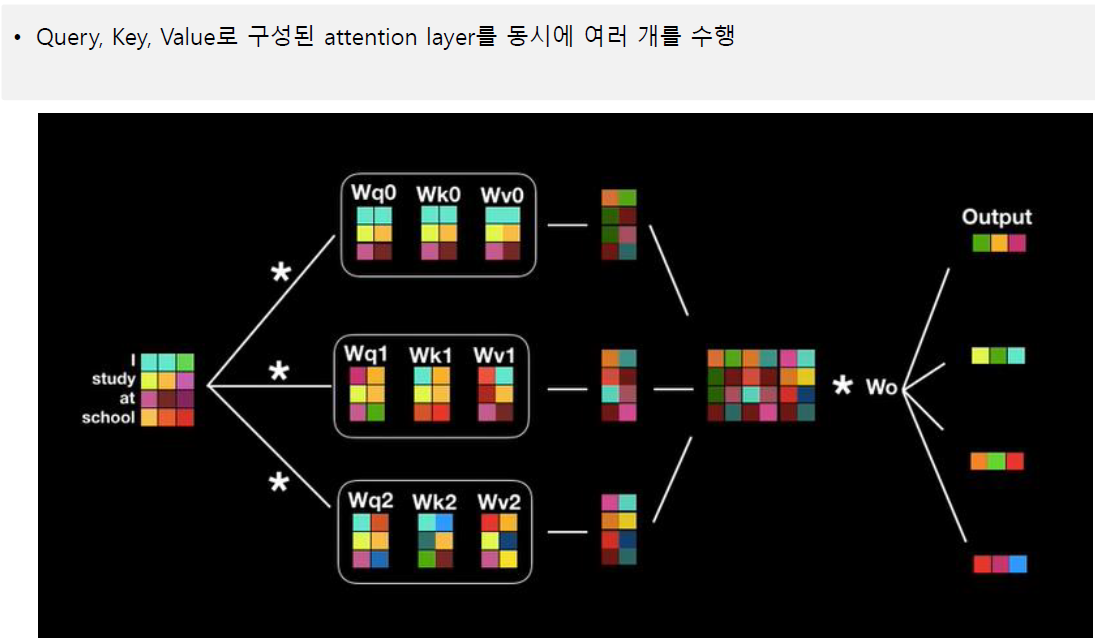 • Query, Key, Value로 구성된 attention layer를 동시에 여러 개를 수행
Wq0 Wk0 Wv0
*
Output
I
study
at
school
*
Wq1 Wk1 Wv1
* Wo
*
Wq2 Wk2 Wv2